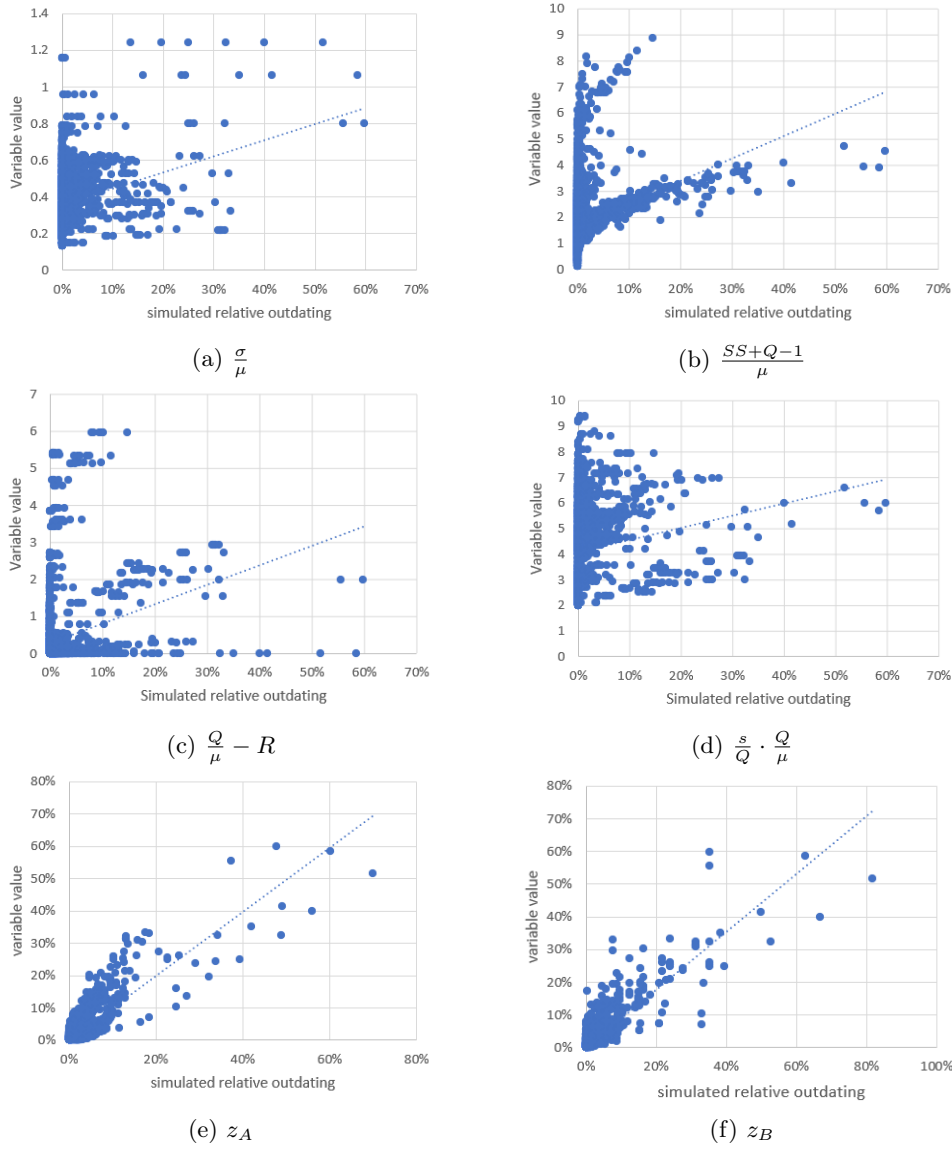 1.4
1.2
1
0.8
0.6
0.4
0.2
0
Variable value
0% 10% 20% 30% 40% 50% 60% 70%
simulated relative outdating
(a) σ/μ
10
9
8
7
6
5
4
3
2
1
0
Variable value
0% 10% 20% 30% 40% 50% 60% 70%
simulated relative outdating
(b) (SS+Q−1)/μ
7
6
5
4
3
2
1
0
Variable value
0% 10% 20% 30% 40% 50% 60% 70%
Simulated relative outdating
(c) Q/μ − R
10
9
8
7
6
5
4
3
2
1
0
Variable value
0% 10% 20% 30% 40% 50% 60% 70%
Simulated relative outdating
(d) s/Q · Q/μ
80%
70%
60%
50%
40%
30%
20%
10%
0%
variable value
0% 20% 40% 60% 80%
simulated relative outdating
(e) z_A
80%
70%
60%
50%
40%
30%
20%
10%
0%
variable value
0% 20% 40% 60% 80% 100%
simulated relative outdating
(f) z_B